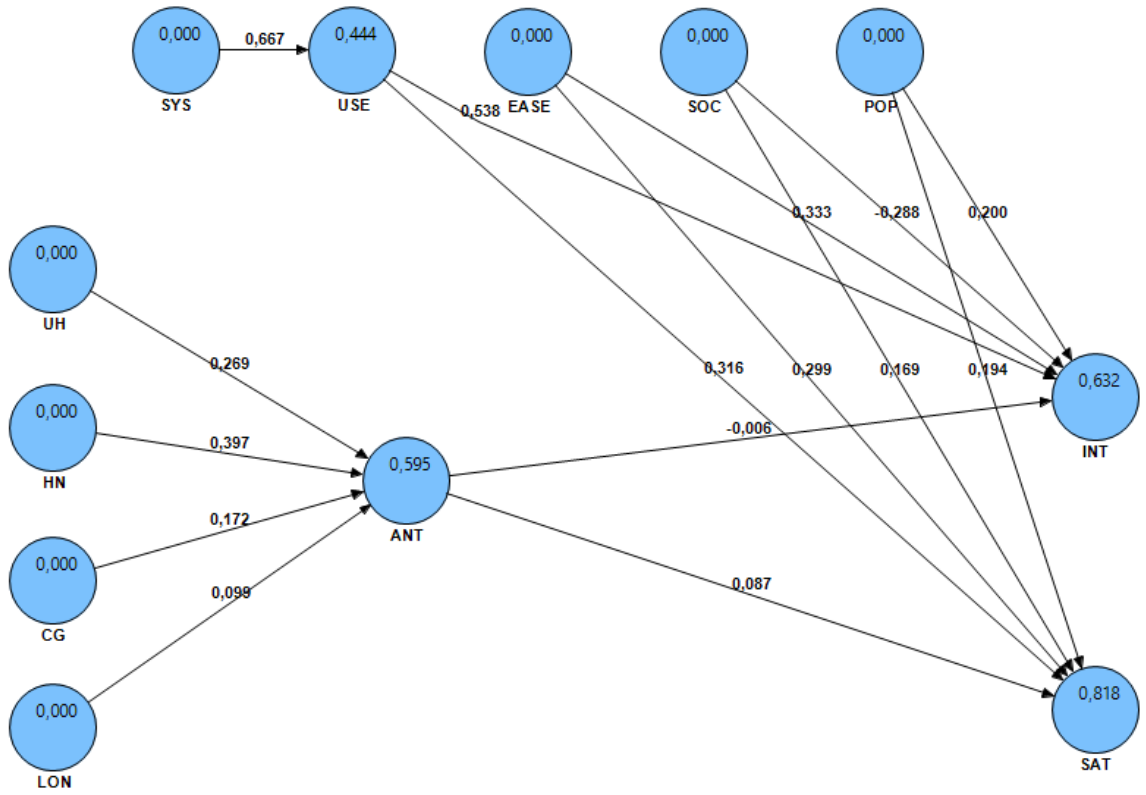 0,000
0,444
0,000
0,000
0,000
0,667
SYS
USE
EASE
SOC
POP
0,538
0,333
-0,288
0,200
0,000
UH
0,269
0,316
0,299
0,169
0,194
0,632
INT
0,000
HN
0,397
-0,006
0,595
ANT
0,172
0,000
CG
0,099
0,087
0,000
LON
0,818
SAT